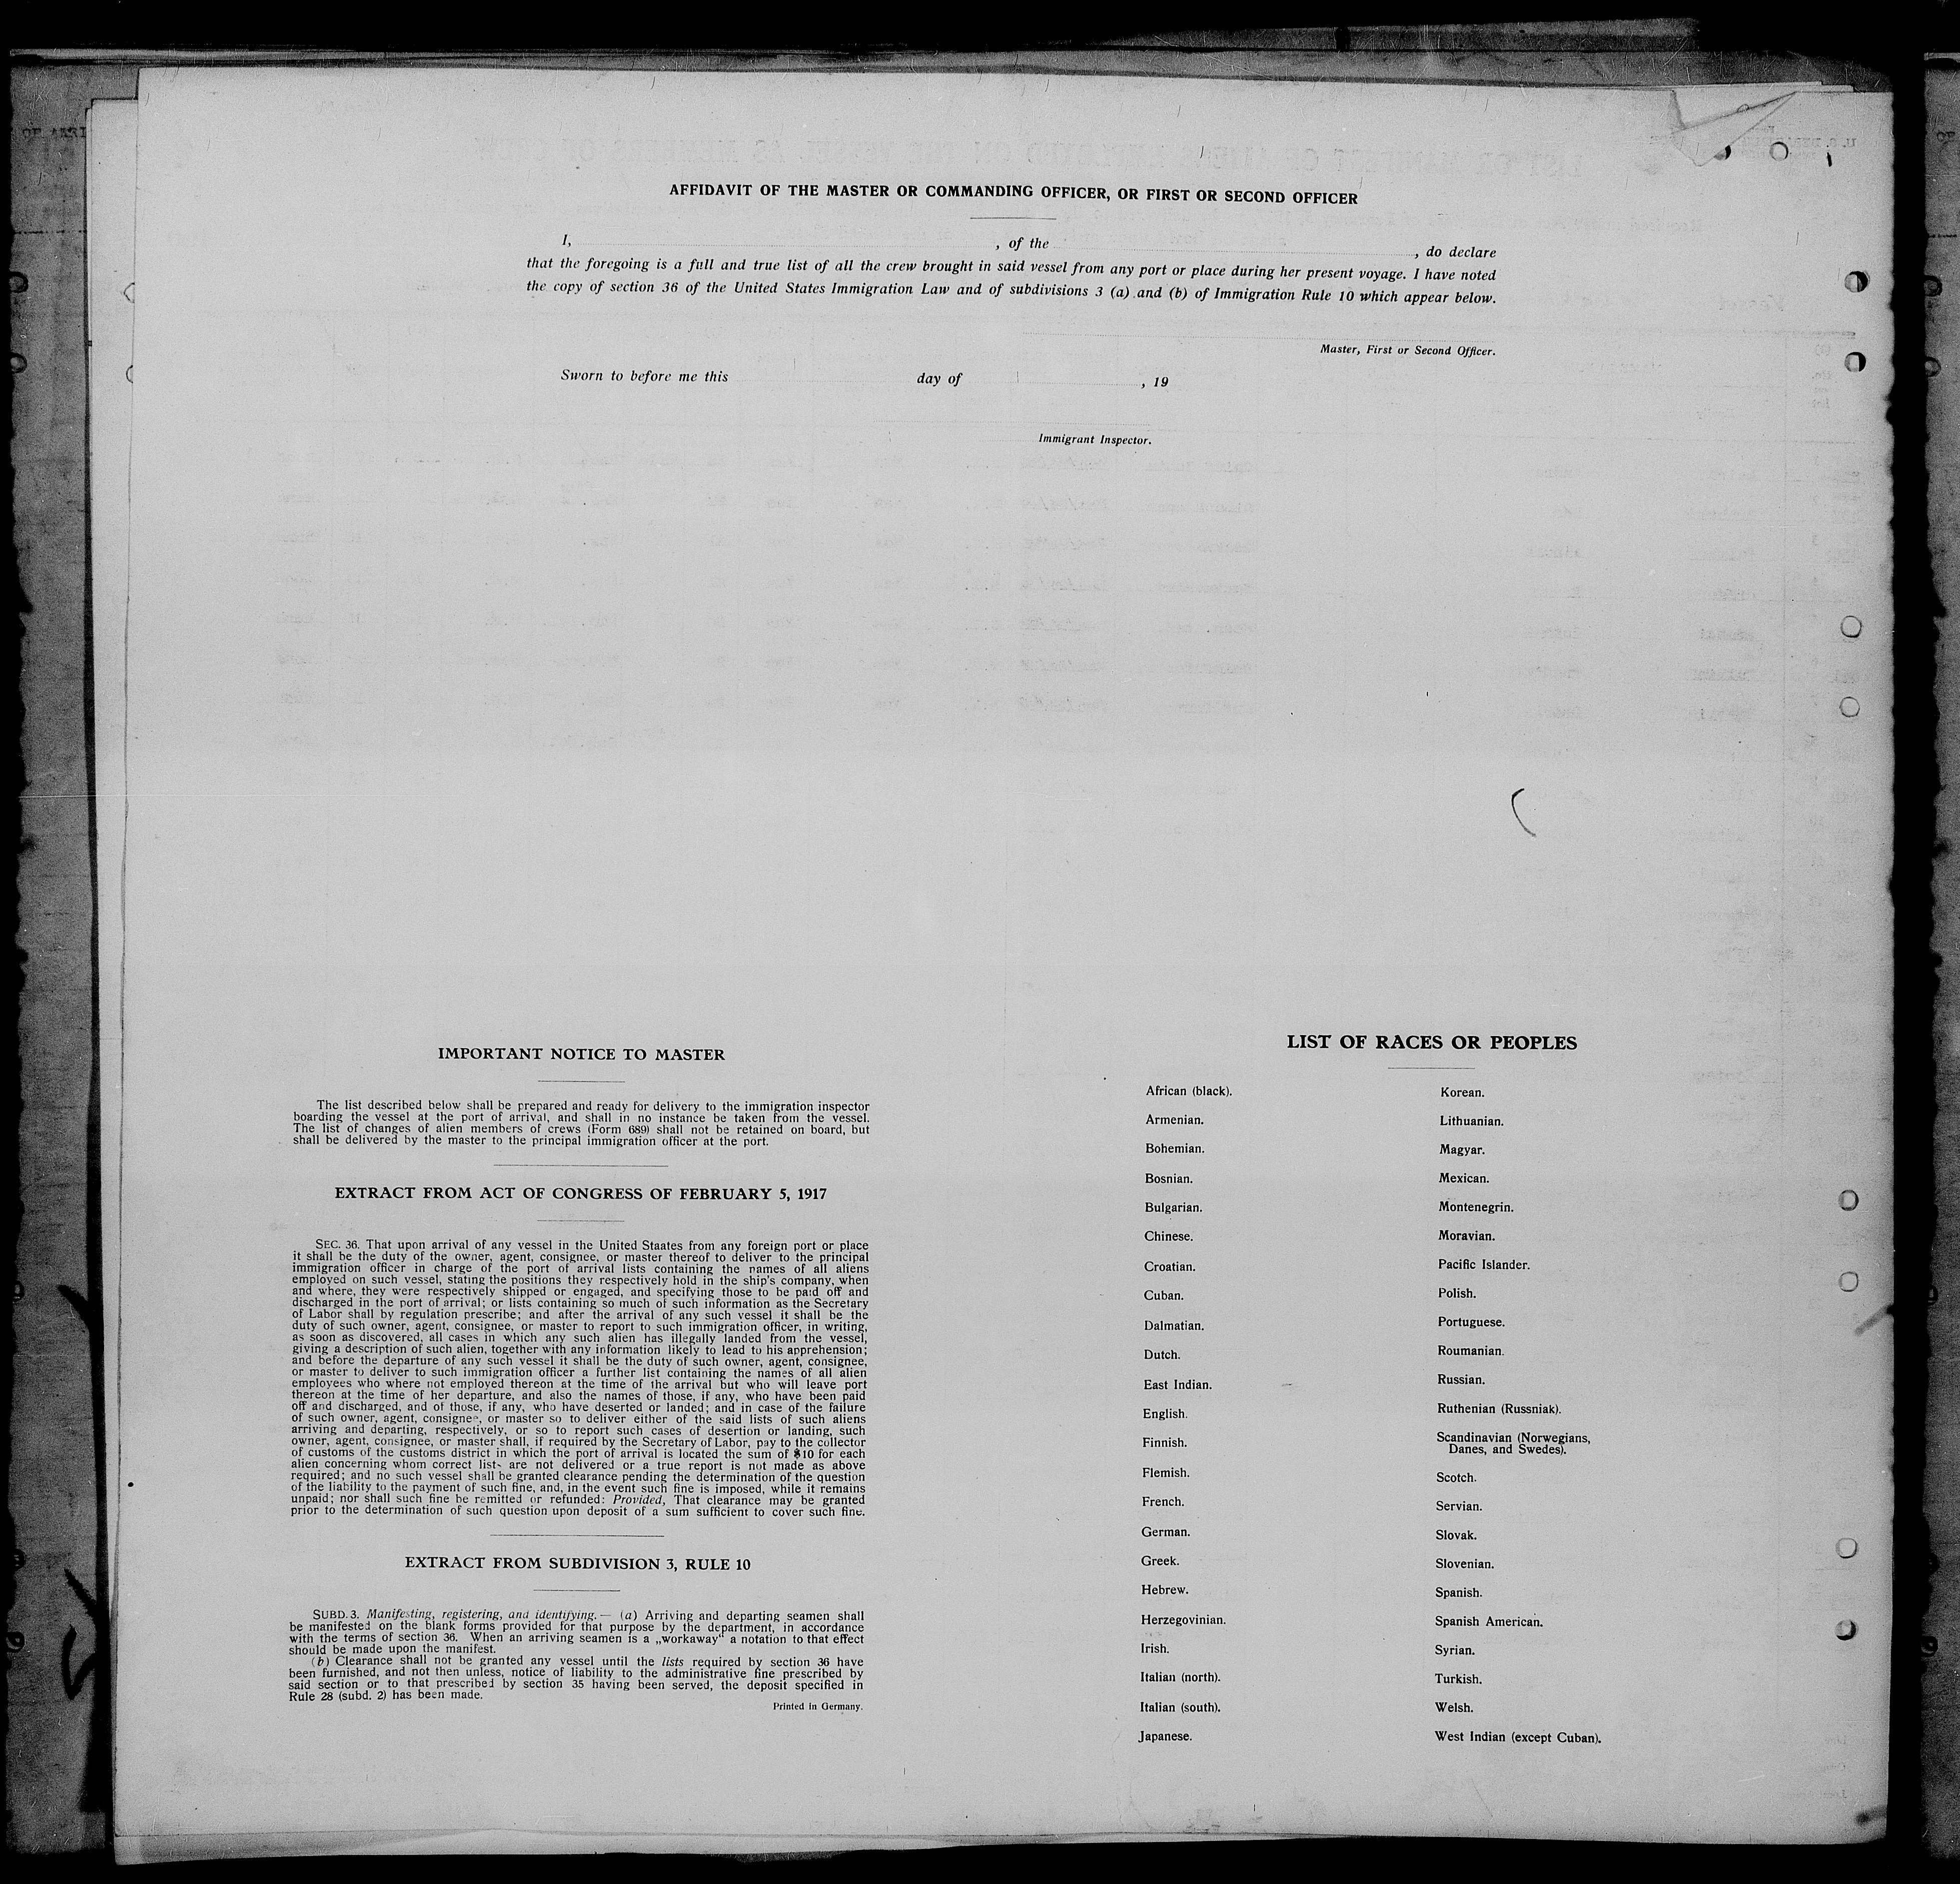 AFFIDAVIT OF THE MASTER OR COMMANDING OFFICER, OR FIRST OR SECOND OFFICER
I, , of the , do declare
that the foregoing is a full and true list of all the crew brought in said vessel from any port or place during her present voyage. I have noted
the copy of section 36 of the United States Immigration Law and of subdivisions 3 (a) and (b) of Immigration Rule 10 which appear below.
Master, First or Second Officer.
Sworn to before me this day of , 19
Immigrant Inspector.
IMPORTANT NOTICE TO MASTER
The list described below shall be prepared and ready for delivery to the immigration inspector
boarding the vessel at the port of arrival, and shall in no instance be taken from the vessel.
The list of changes of alien members of crews (Form 689) shall not be retained on board, but
shall be delivered by the master to the principal immigration officer at the port.
EXTRACT FROM ACT OF CONGRESS OF FEBRUARY 5, 1917
SEC. 36. That upon arrival of any vessel in the United Staates from any foreign port or place
it shall be the duty of the owner, agent, consignee, or master thereof to deliver to the principal
immigration officer in charge of the port of arrival lists containing the names of all aliens
employed on such vessel, stating the positions they respectively hold in the ship's company, when
and where, they were respectively shipped or engaged, and specifying those to be paid off and
discharged in the port of arrival; or lists containing so much of such information as the Secretary
of Labor shall by regulation prescribe; and after the arrival of any such vessel it shall be the
duty of such owner, agent, consignee, or master to report to such immigration officer, in writing,
as soon as discovered, all cases in which any such alien has illegally landed from the vessel,
giving a description of such alien, together with any information likely to lead to his apprehension;
and before the departure of any such vessel it shall be the duty of such owner, agent, consignee,
or master to deliver to such immigration officer a further list containing the names of all alien
employees who where not employed thereon at the time of the arrival but who will leave port
thereon at the time of her departure, and also the names of those, if any, who have been paid
off and discharged, and of those, if any, who have deserted or landed; and in case of the failure
of such owner, agent, consignee, or master so to deliver either of the said lists of such aliens
arriving and departing, respectively, or so to report such cases of desertion or landing, such
owner, agent, consignee, or master shall, if required by the Secretary of Labor, pay to the collector
of customs of the customs district in which the port of arrival is located the sum of $10 for each
alien concerning whom correct lists are not delivered or a true report is not made as above
required; and no such vessel shall be granted clearance pending the determination of the question
of the liability to the payment of such fine, and, in the event such fine is imposed, while it remains
unpaid; nor shall such fine be remitted or refunded: Provided, That clearance may be granted
prior to the determination of such question upon deposit of a sum sufficient to cover such fine.
EXTRACT FROM SUBDIVISION 3, RULE 10
SUBD. 3. Manifesting, registering, and identifying.— (a) Arriving and departing seamen shall
be manifested on the blank forms provided for that purpose by the department, in accordance
with the terms of section 36. When an arriving seamen is a „workaway“ a notation to that effect
should be made upon the manifest.
(b) Clearance shall not be granted any vessel until the lists required by section 36 have
been furnished, and not then unless, notice of liability to the administrative fine prescribed by
said section or to that prescribed by section 35 having been served, the deposit specified in
Rule 28 (subd. 2) has been made.
Printed in Germany.
LIST OF RACES OR PEOPLES
African (black).
Armenian.
Bohemian.
Bosnian.
Bulgarian.
Chinese.
Croatian.
Cuban.
Dalmatian.
Dutch.
East Indian.
English.
Finnish.
Flemish.
French.
German.
Greek.
Hebrew.
Herzegovinian.
Irish.
Italian (north).
Italian (south).
Japanese.
Korean.
Lithuanian.
Magyar.
Mexican.
Montenegrin.
Moravian.
Pacific Islander.
Polish.
Portuguese.
Roumanian.
Russian.
Ruthenian (Russniak).
Scandinavian (Norwegians,
Danes, and Swedes).
Scotch.
Servian.
Slovak.
Slovenian.
Spanish.
Spanish American.
Syrian.
Turkish.
Welsh.
West Indian (except Cuban).